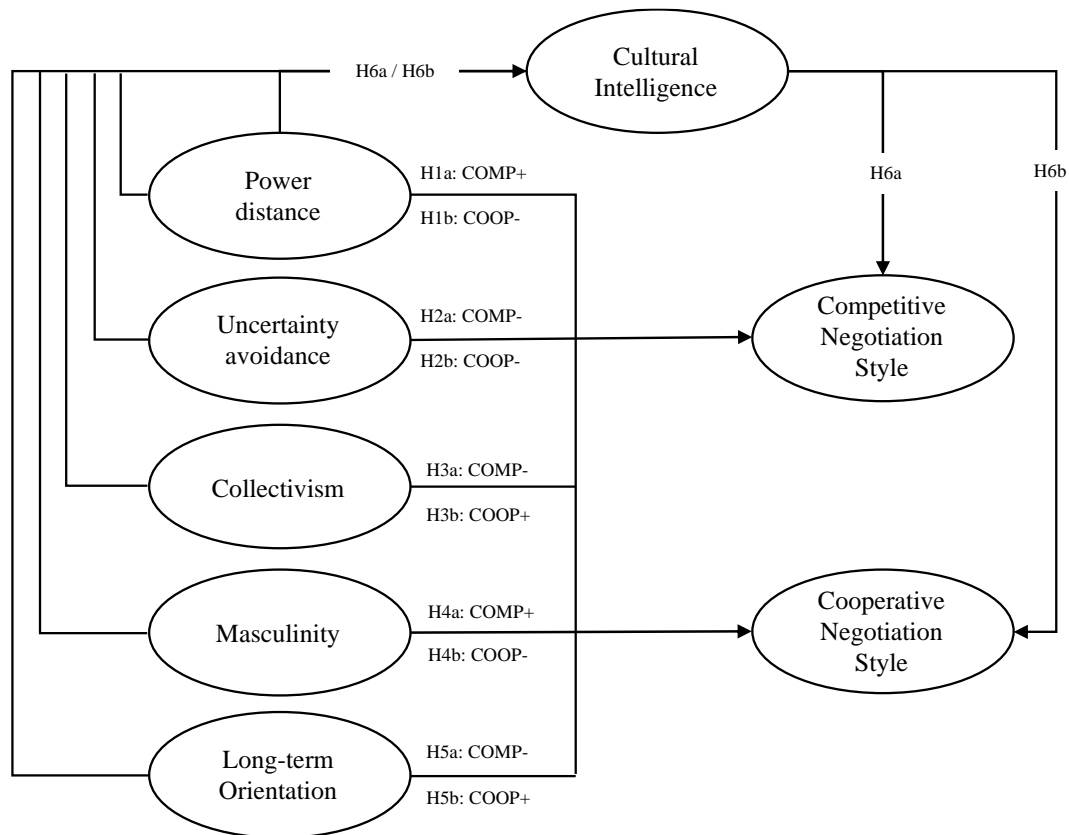 Cultural
Intelligence
H6a / H6b
H6a
H6b
Power
distance
H1a: COMP+
H1b: COOP-
Uncertainty
avoidance
H2a: COMP-
H2b: COOP-
Competitive
Negotiation
Style
Collectivism
H3a: COMP-
H3b: COOP+
Masculinity
H4a: COMP+
H4b: COOP-
Cooperative
Negotiation
Style
Long-term
Orientation
H5a: COMP-
H5b: COOP+